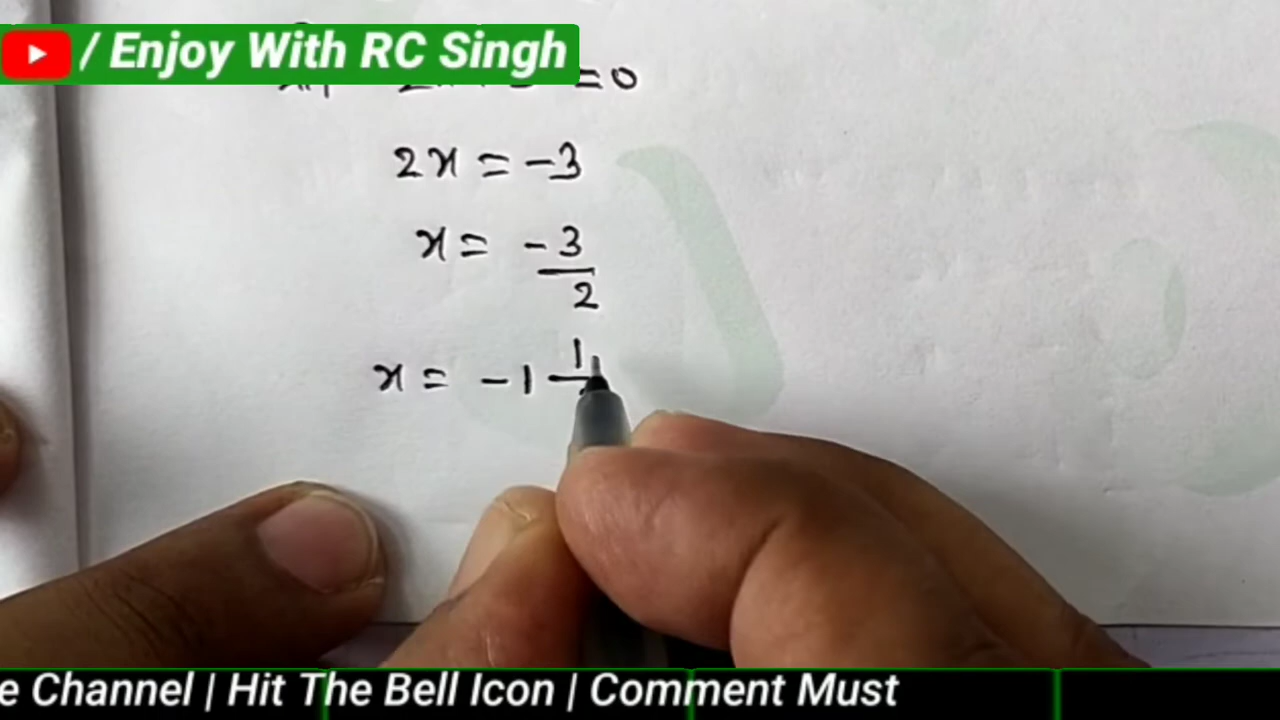 / Enjoy With RC Singh
=0
2x = -3
x = -3/2
x = -1 1/
e Channel | Hit The Bell Icon | Comment Must